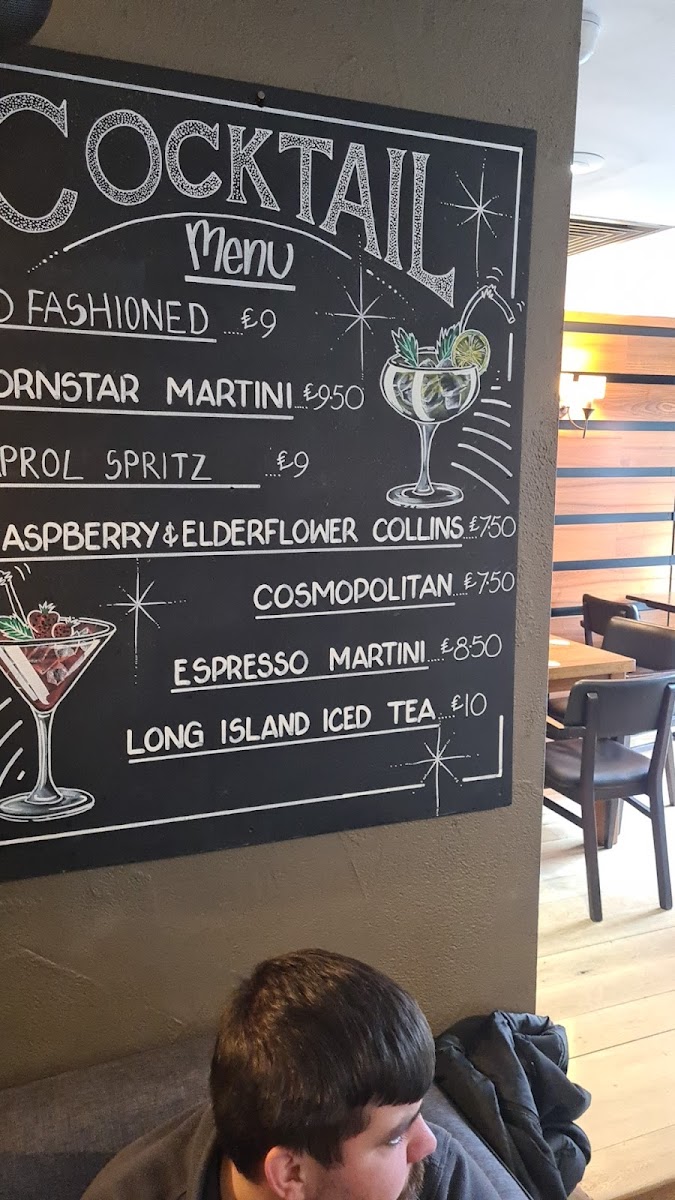 COCKTAIL
Menu
D FASHIONED ....£9
ORNSTAR MARTINI ...£9.50
PROL SPRITZ ...£9
ASPBERRY & ELDERFLOWER COLLINS ....£7.50
COSMOPOLITAN ...£7.50
ESPRESSO MARTINI ...£8.50
LONG ISLAND ICED TEA ....£10